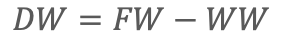 DW = FW − WW